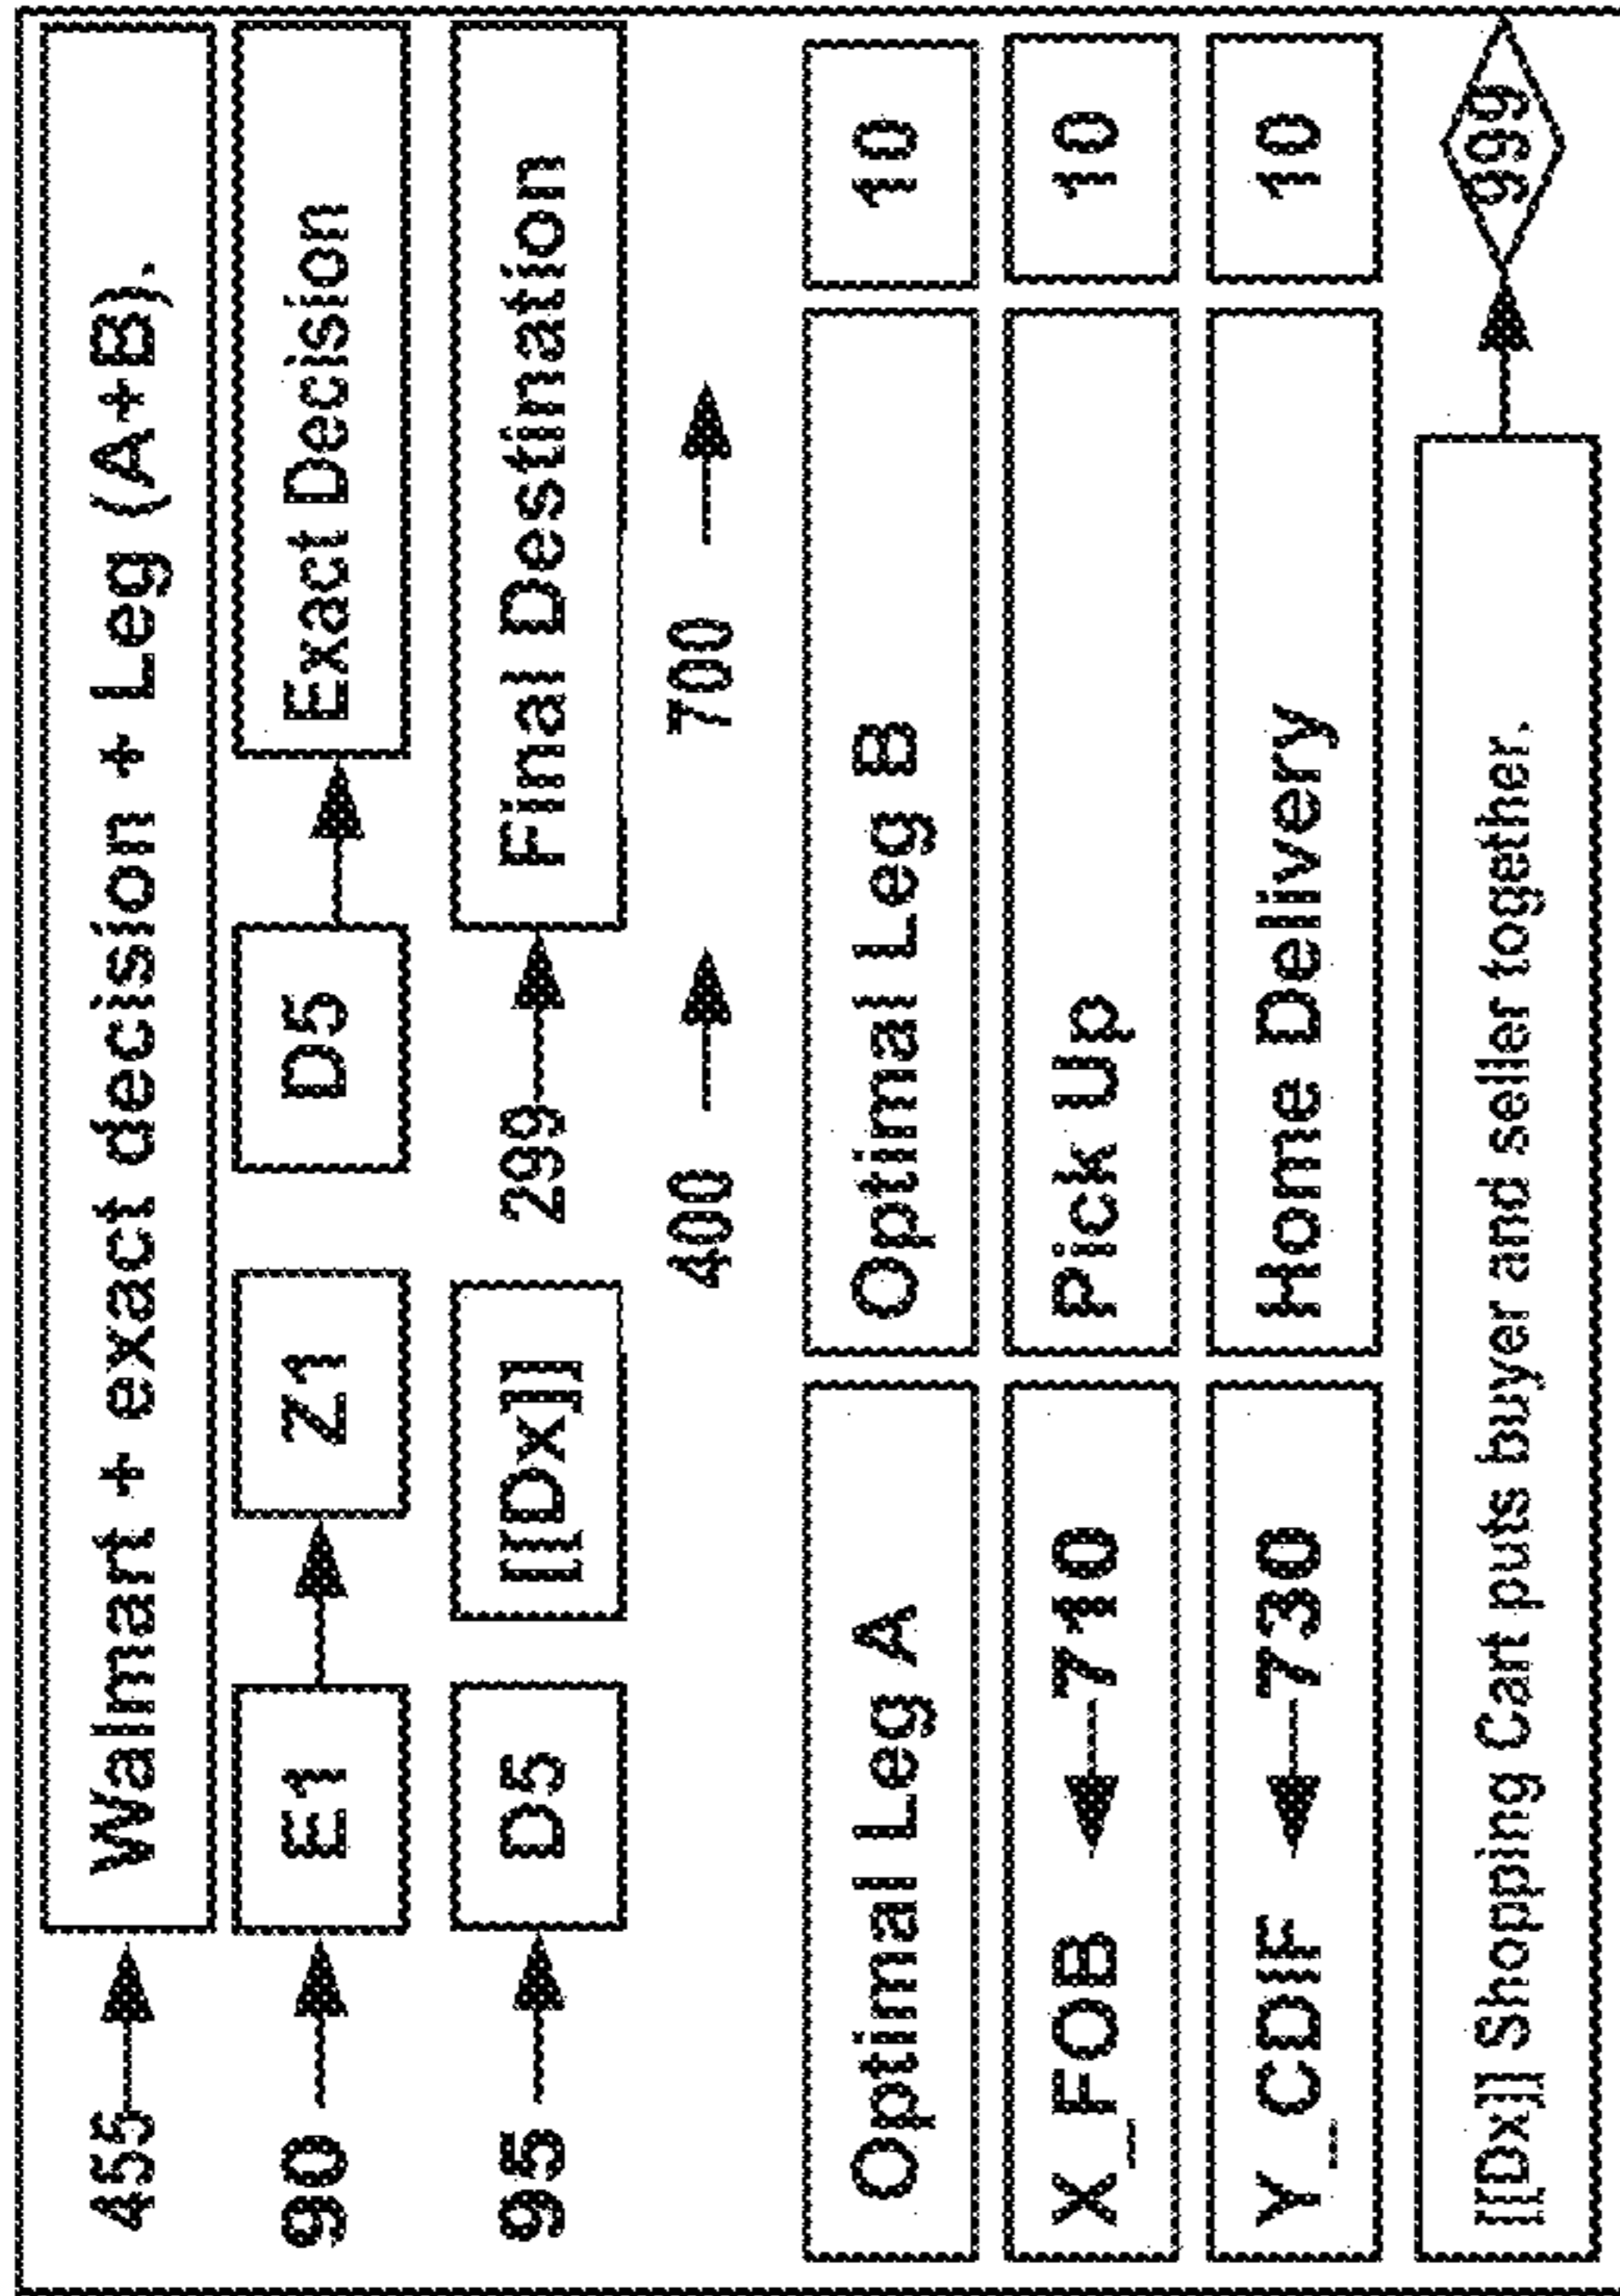 455 Walmart + exact decision + Leg (A+B).
90 E1 Z1 D5 Exact Decision
95 D5 [[Dx]] 299 Final Destination
400 700
Optimal Leg A Optimal Leg B 10
X_FOB 710 Pick Up 10
Y_CDIF 730 Home Delivery 10
[[Dx]] Shopping Cart puts buyer and seller together. 999